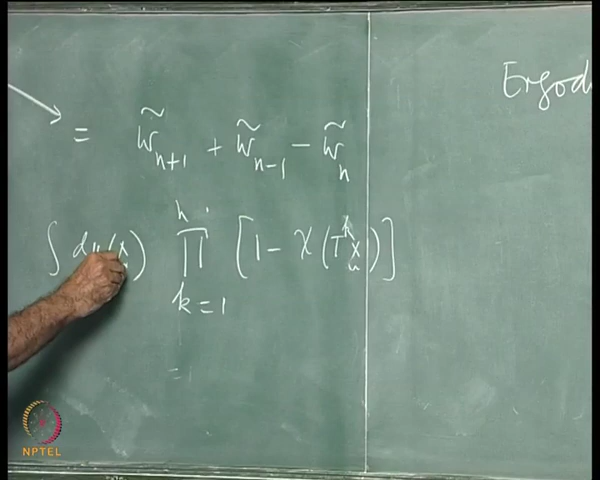 Ergod
= w̃_{n+1} + w̃_{n-1} - w̃_n
∫ dμ(x) ∏_{k=1}^{n} [1 - χ(T^k x)]
=
NPTEL